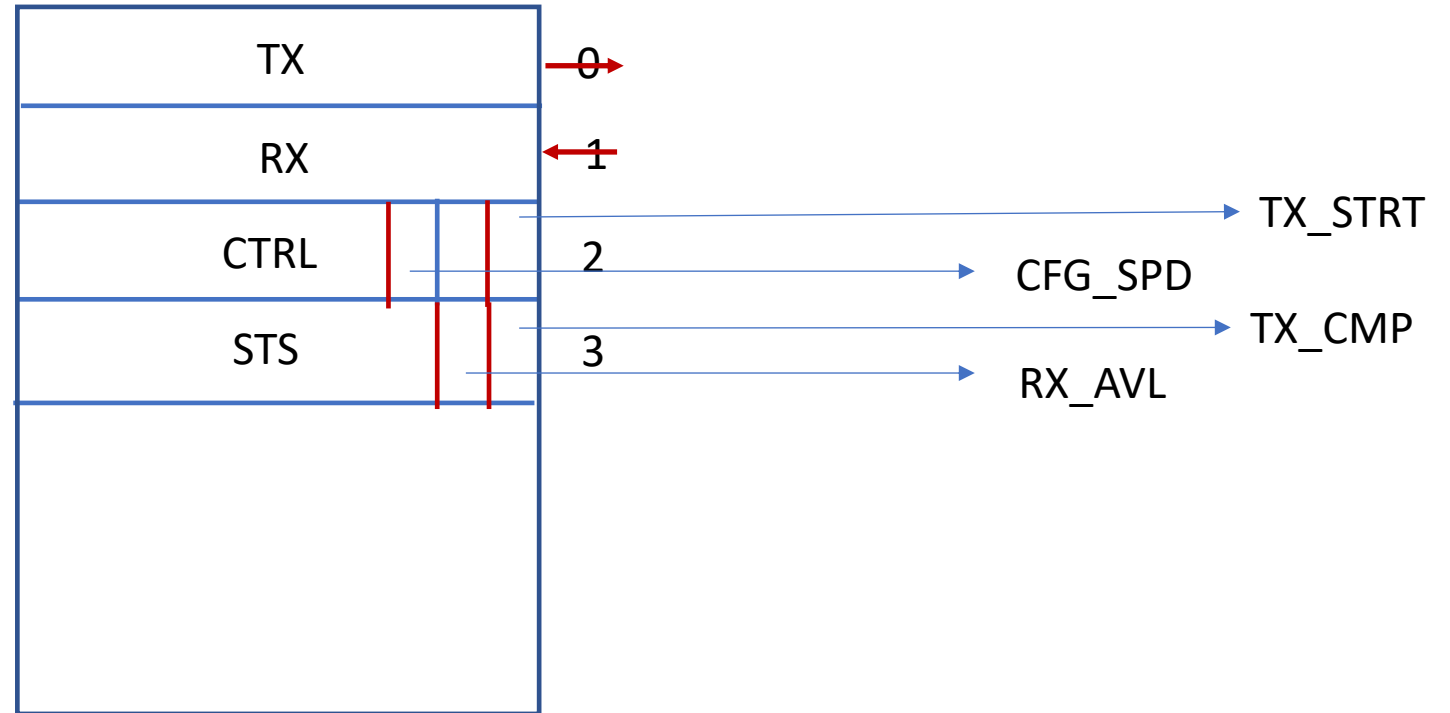 TX
0
RX
1
TX_STRT
CTRL
2
CFG_SPD
TX_CMP
STS
3
RX_AVL